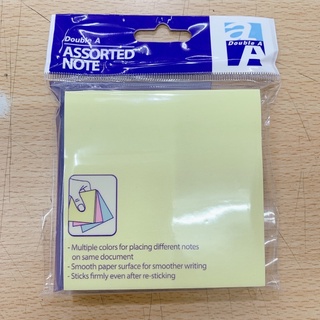 Double A
ASSORTED
NOTE
a
Double A
A
- Multiple colors for placing different notes
on same document
- Smooth paper surface for smoother writing
- Sticks firmly even after re-sticking